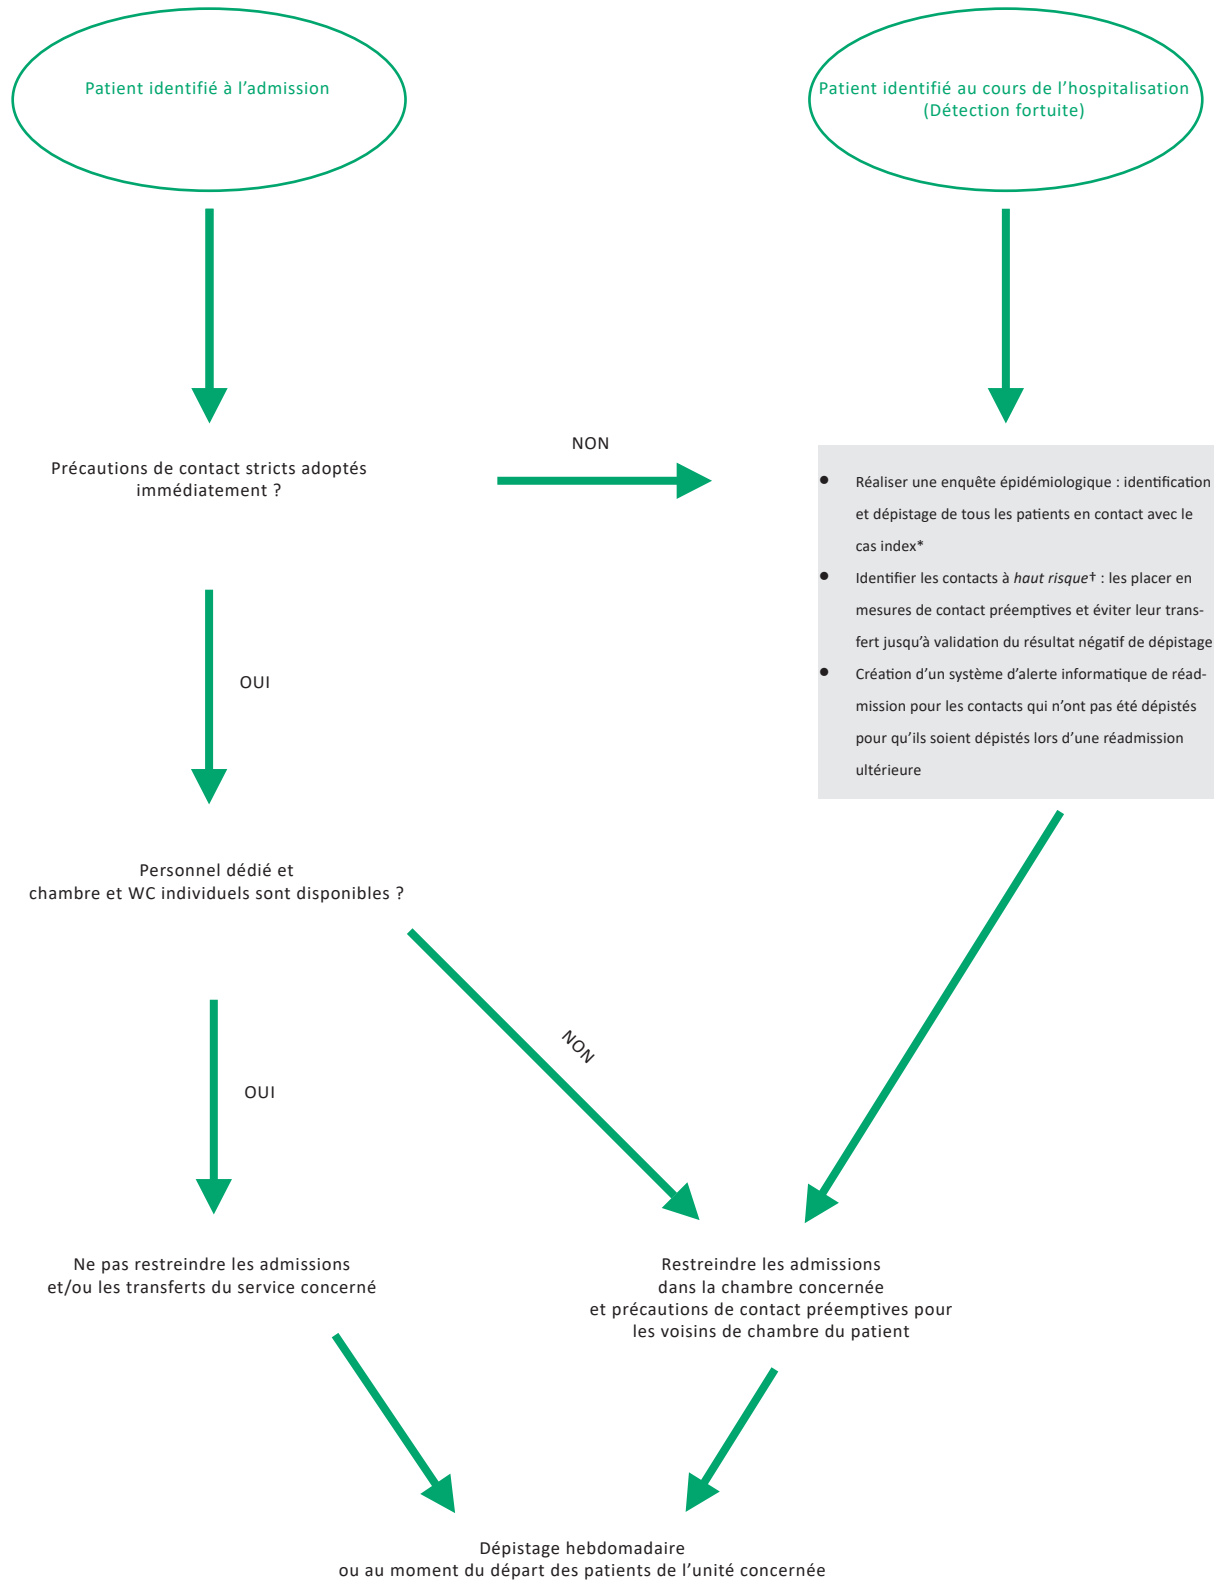 Patient identifié à l’admission
Patient identifié au cours de l’hospitalisation
(Détection fortuite)
Précautions de contact stricts adoptés
immédiatement ?
NON
• Réaliser une enquête épidémiologique : identification
et dépistage de tous les patients en contact avec le
cas index*
• Identifier les contacts à haut risque† : les placer en
mesures de contact préemptives et éviter leur trans-
fert jusqu’à validation du résultat négatif de dépistage
• Création d’un système d’alerte informatique de réad-
mission pour les contacts qui n’ont pas été dépistés
pour qu’ils soient dépistés lors d’une réadmission
ultérieure
OUI
Personnel dédié et
chambre et WC individuels sont disponibles ?
NON
OUI
Ne pas restreindre les admissions
et/ou les transferts du service concerné
Restreindre les admissions
dans la chambre concernée
et précautions de contact préemptives pour
les voisins de chambre du patient
Dépistage hebdomadaire
ou au moment du départ des patients de l’unité concernée